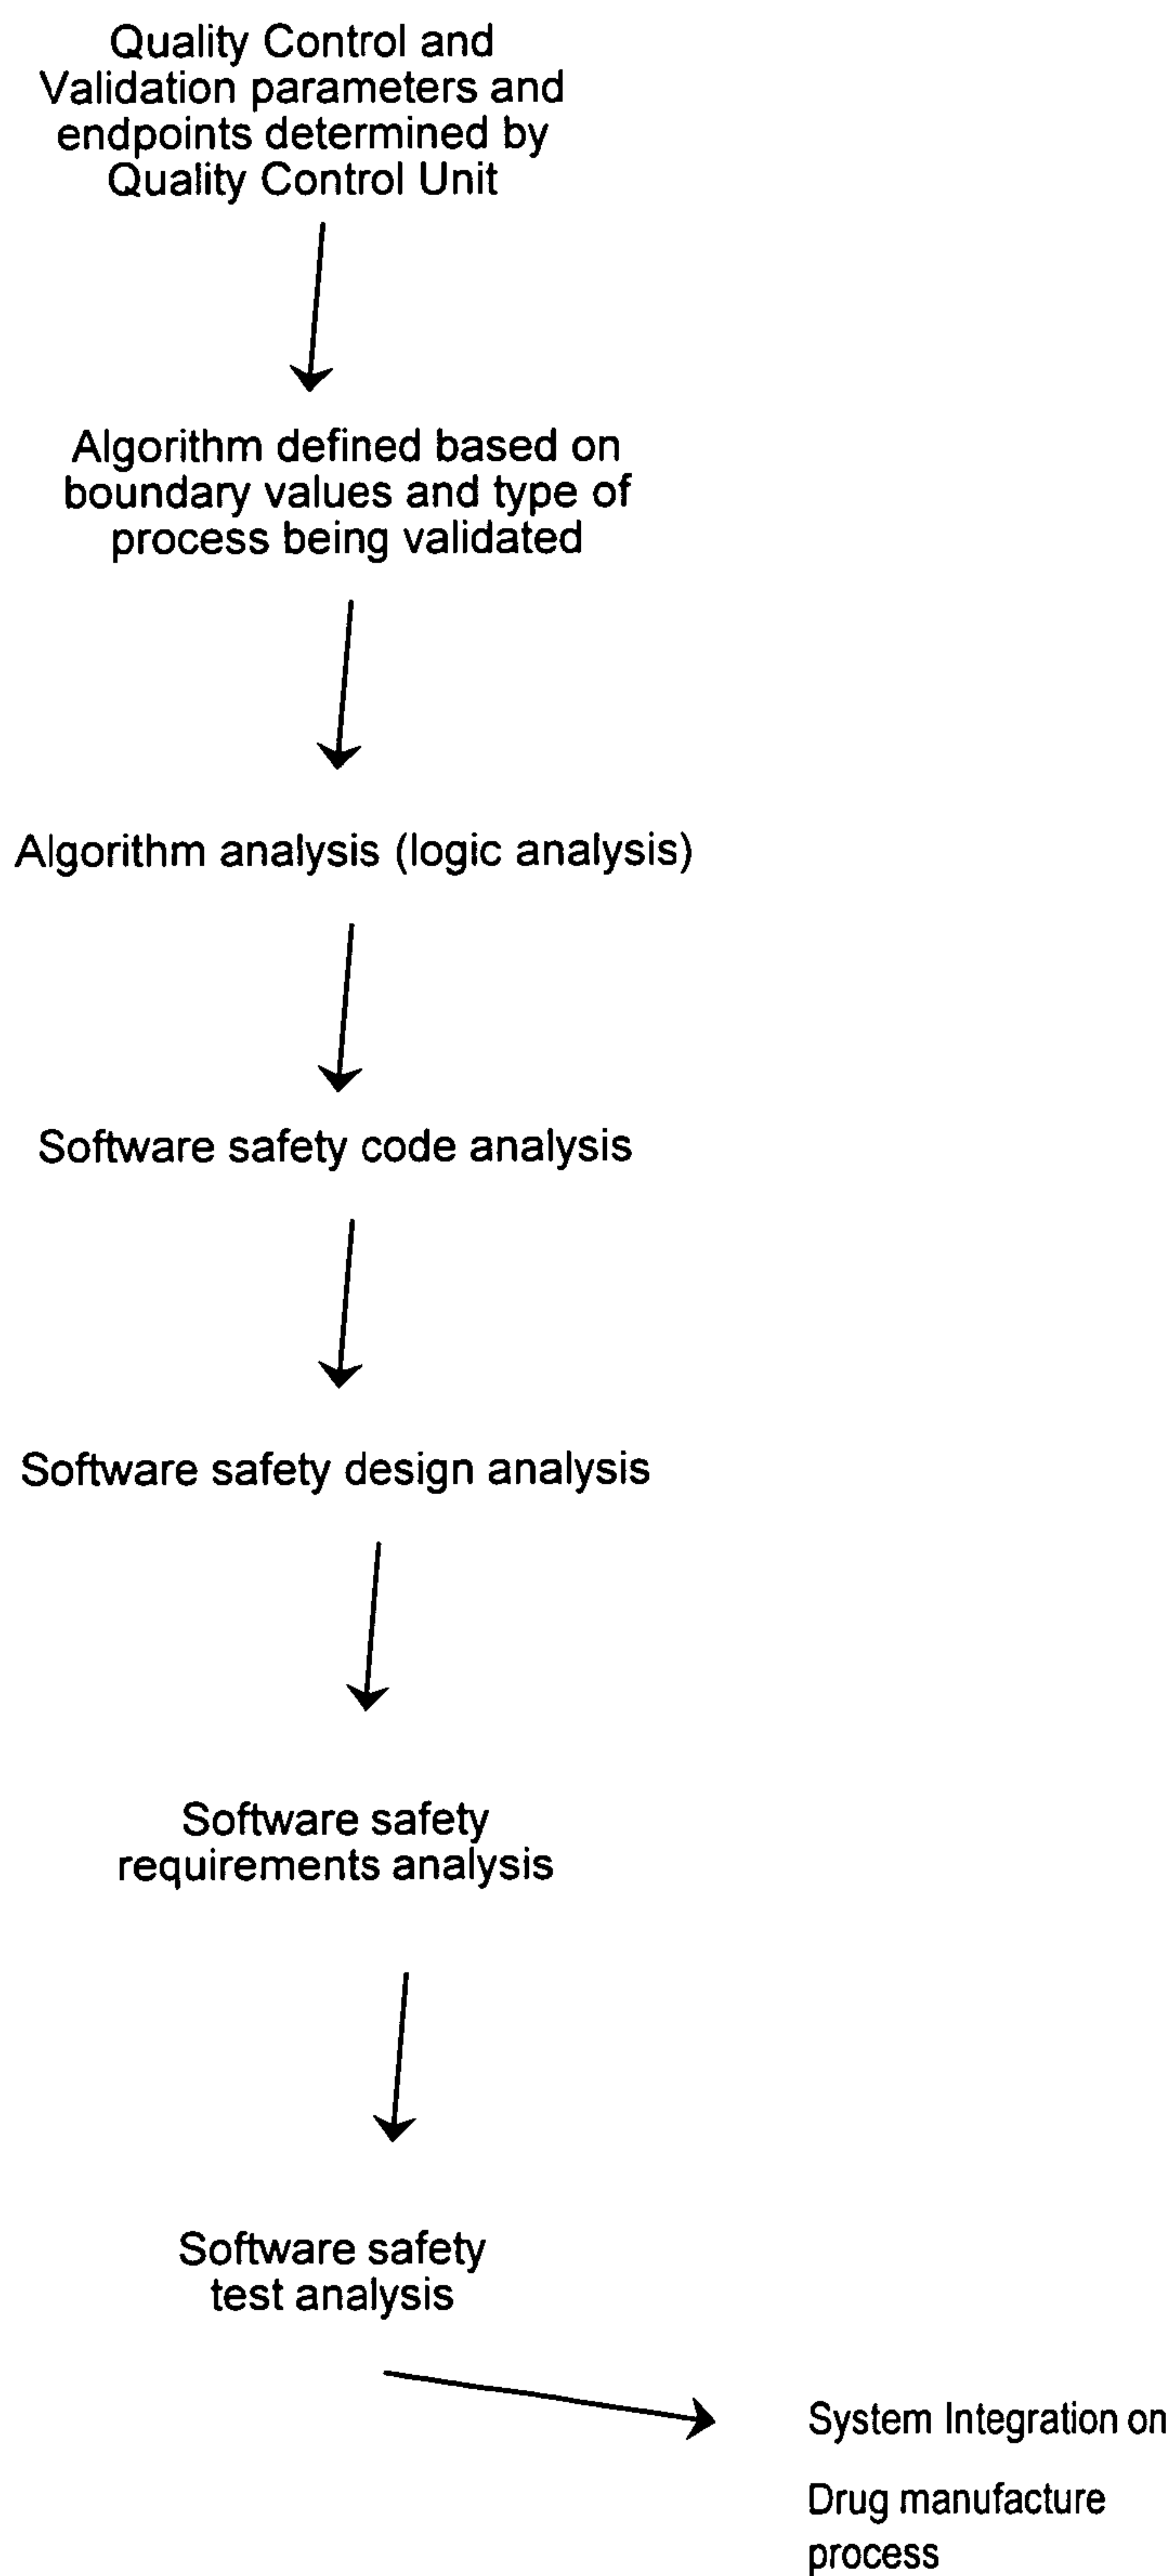 Quality Control and
Validation parameters and
endpoints determined by
Quality Control Unit
Algorithm defined based on
boundary values and type of
process being validated
Algorithm analysis (logic analysis)
Software safety code analysis
Software safety design analysis
Software safety
requirements analysis
Software safety
test analysis
System Integration on
Drug manufacture
process